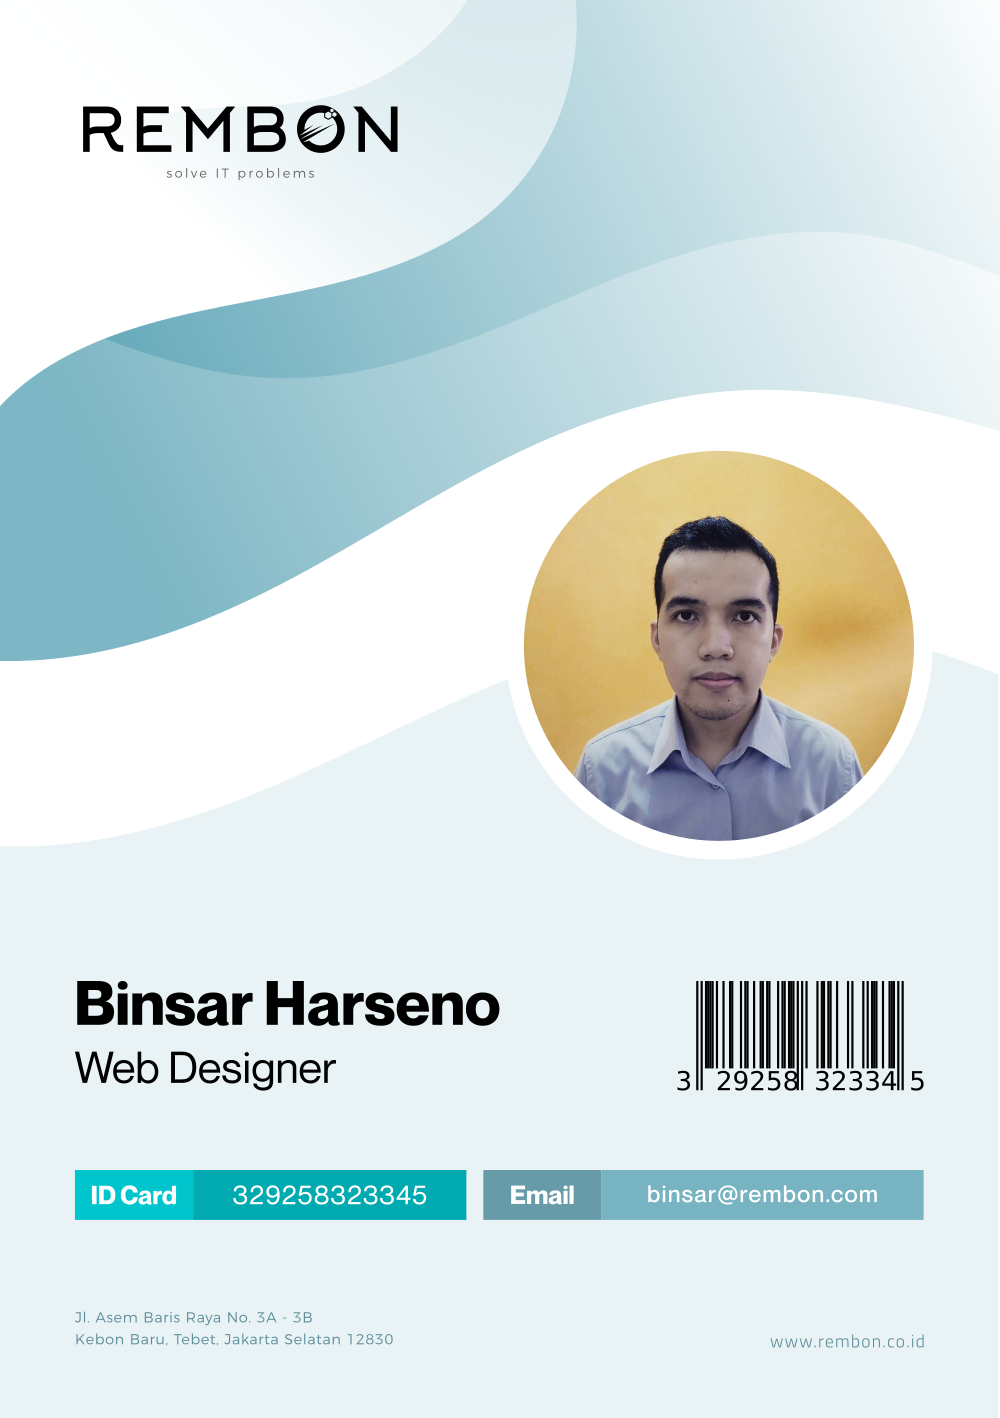 REMBON
solve IT problems
Binsar Harseno
Web Designer
3 29258 32334 5
ID Card 329258323345
Email binsar@rembon.com
Jl. Asem Baris Raya No. 3A - 3B
Kebon Baru, Tebet, Jakarta Selatan 12830
www.rembon.co.id